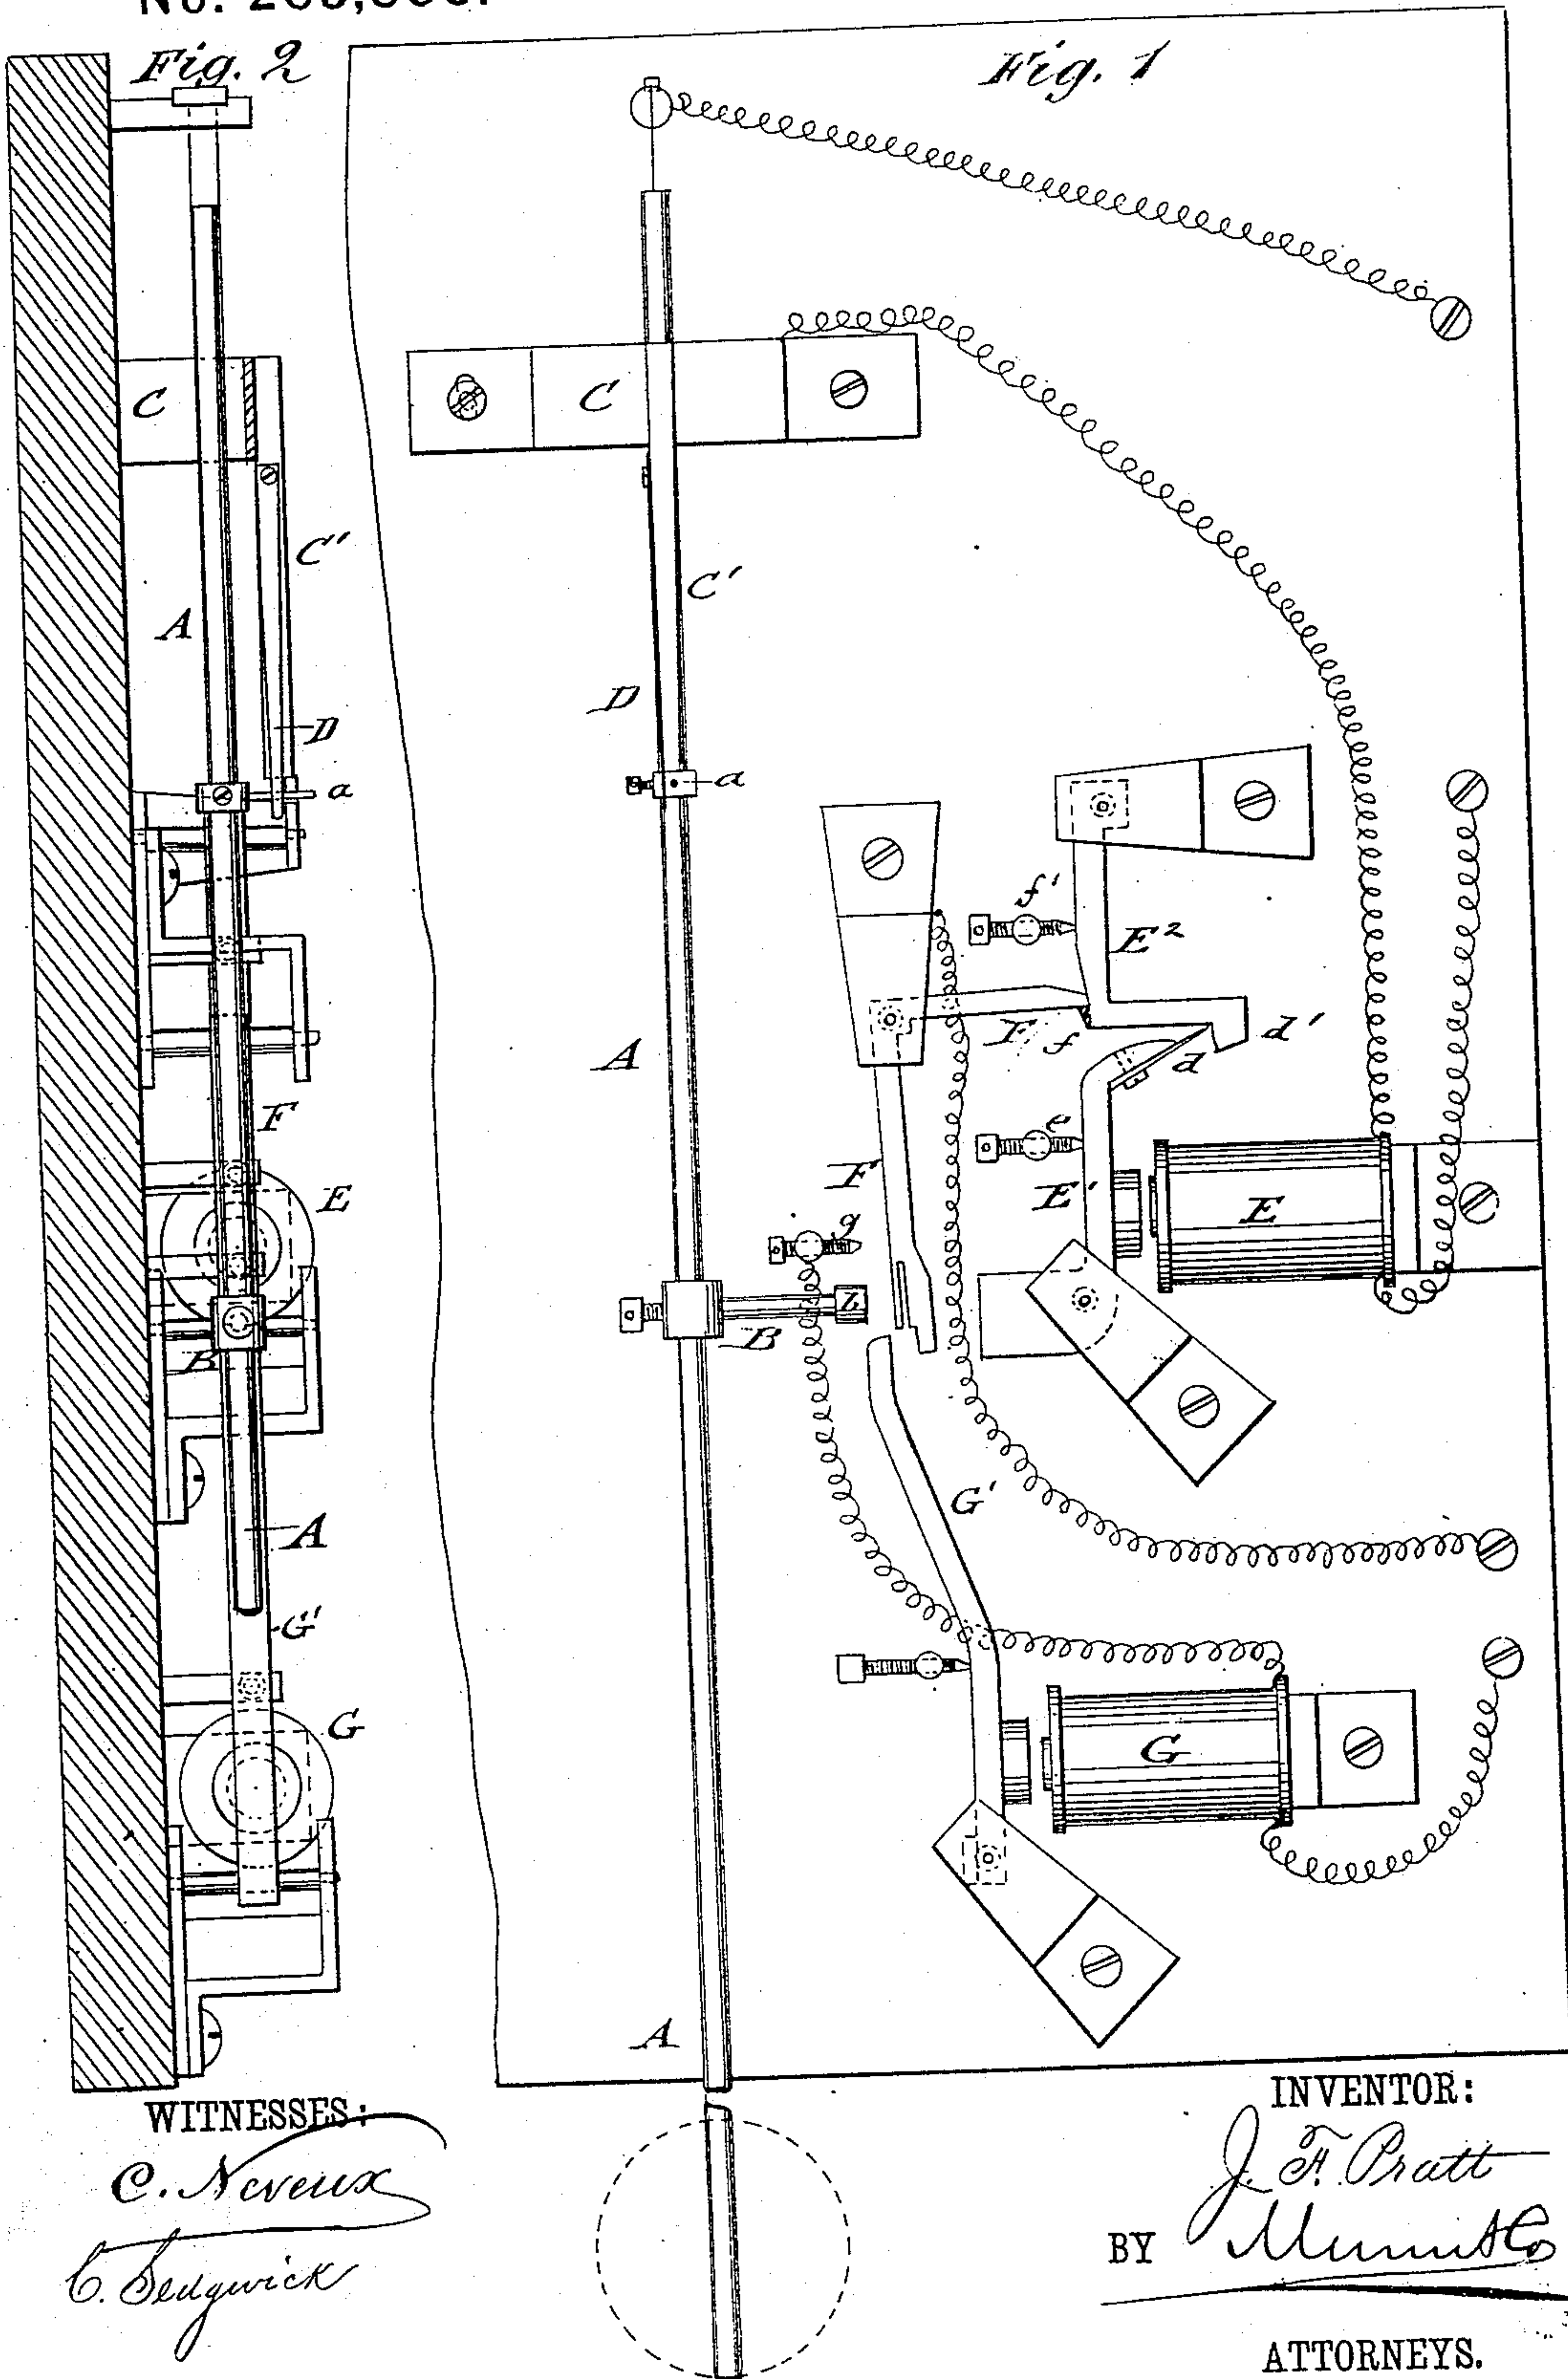 Fig. 2
Fig. 1
C
C
C'
C'
A
D
D
a
a
f'
E²
A
F
f
d'
d
F
e
F
E'
E
E
g
B
B
G'
A
G'
G
G
A
WITNESSES:
C. Neveux
C. Sedgwick
INVENTOR:
J. F. Pratt
BY Munn & Co
ATTORNEYS.